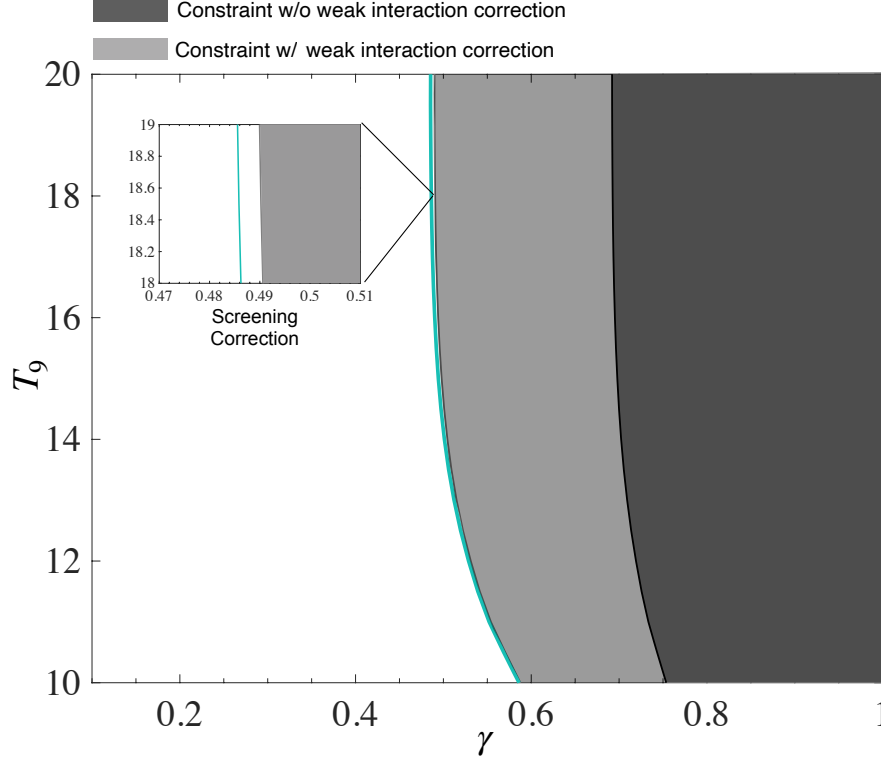 Constraint w/o weak interaction correction
Constraint w/ weak interaction correction
20
18
16
14
12
10
T9
19
18.8
18.6
18.4
18.2
18
0.47 0.48 0.49 0.5 0.51
Screening
Correction
0.2 0.4 0.6 0.8 1
γ